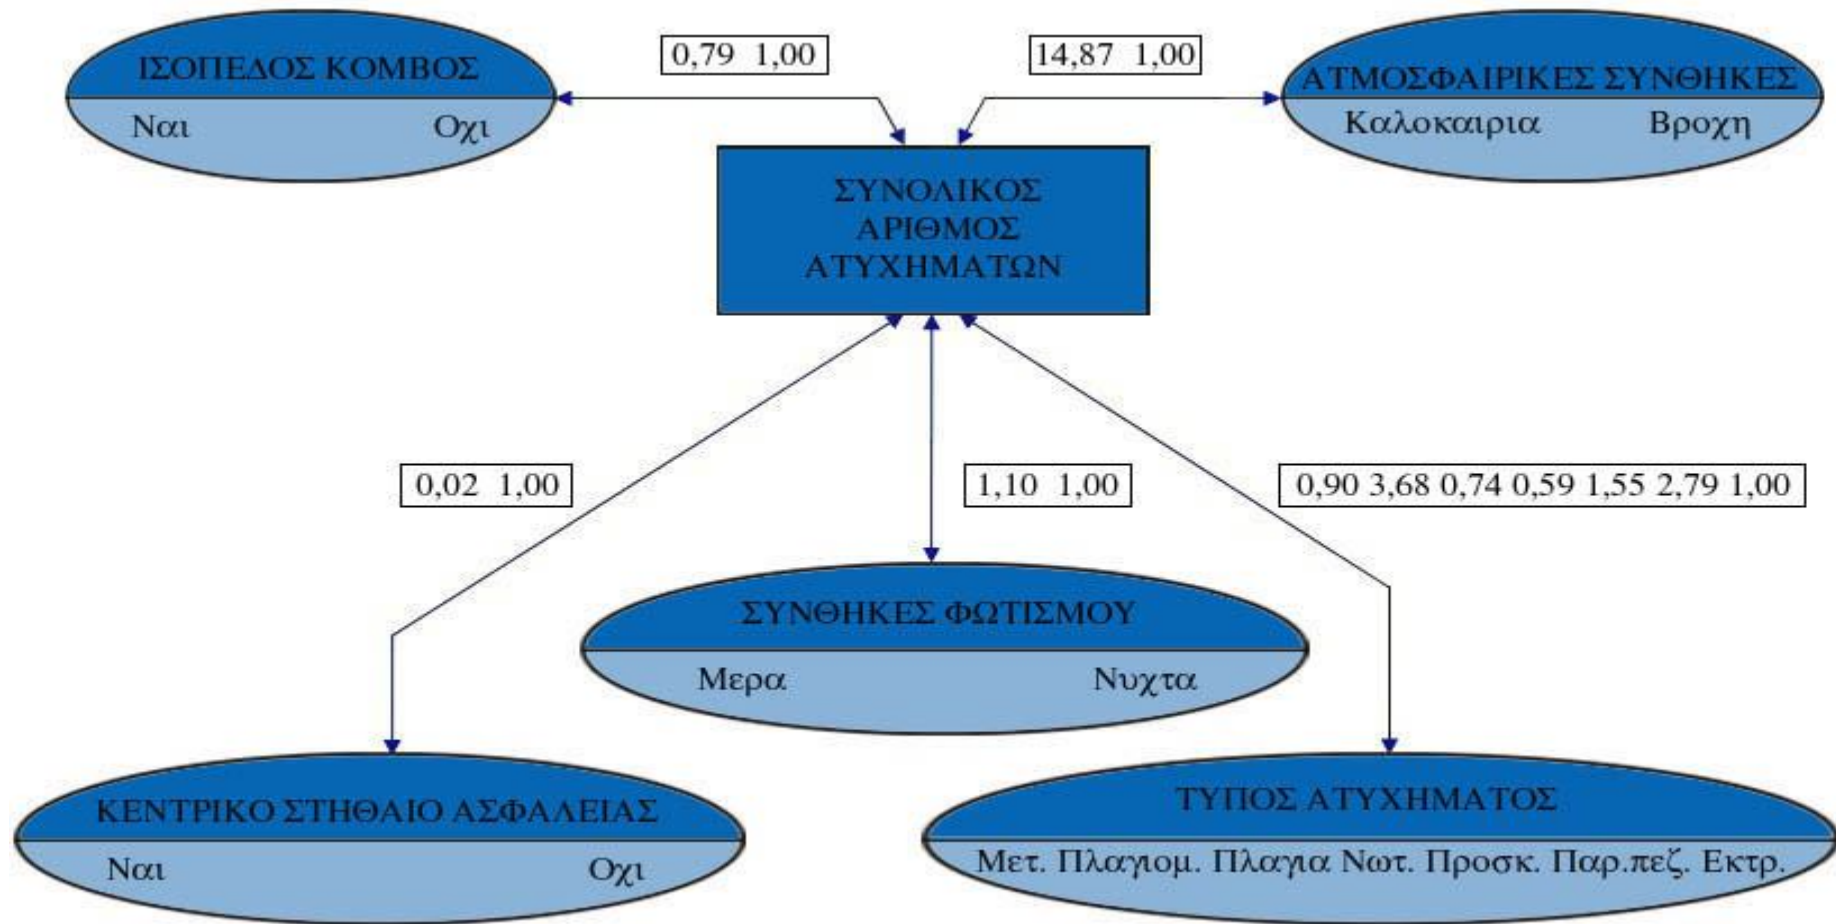 ΙΣΟΠΕΔΟΣ ΚΟΜΒΟΣ
Ναι Οχι
0,79 1,00
14,87 1,00
ΑΤΜΟΣΦΑΙΡΙΚΕΣ ΣΥΝΘΗΚΕΣ
Καλοκαιρια Βροχη
ΣΥΝΟΛΙΚΟΣ
ΑΡΙΘΜΟΣ
ΑΤΥΧΗΜΑΤΩΝ
0,02 1,00
1,10 1,00
0,90 3,68 0,74 0,59 1,55 2,79 1,00
ΣΥΝΘΗΚΕΣ ΦΩΤΙΣΜΟΥ
Μερα Νυχτα
ΚΕΝΤΡΙΚΟ ΣΤΗΘΑΙΟ ΑΣΦΑΛΕΙΑΣ
Ναι Οχι
ΤΥΠΟΣ ΑΤΥΧΗΜΑΤΟΣ
Μετ. Πλαγιομ. Πλαγια Νωτ. Προσκ. Παρ.πεζ. Εκτρ.